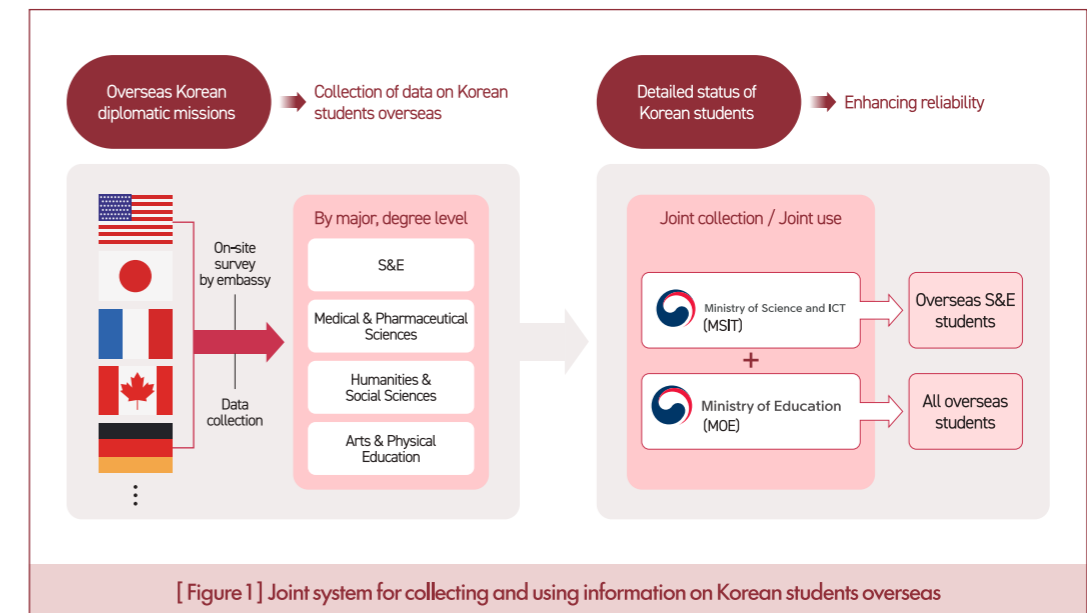 Overseas Korean
diplomatic missions
Collection of data on Korean
students overseas
Detailed status of
Korean students
Enhancing reliability
On-site
survey
by embassy
Data
collection
By major, degree level
S&E
Medical & Pharmaceutical
Sciences
Humanities &
Social Sciences
Arts & Physical
Education
Joint collection / Joint use
Ministry of Science and ICT
(MSIT)
+
Ministry of Education
(MOE)
Overseas S&E
students
All overseas
students
[ Figure 1 ] Joint system for collecting and using information on Korean students overseas